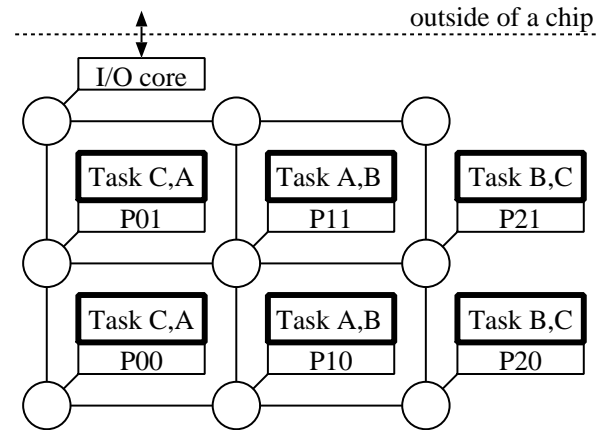 outside of a chip
I/O core
Task C,A Task A,B Task B,C
P01 P11 P21
Task C,A Task A,B Task B,C
P00 P10 P20